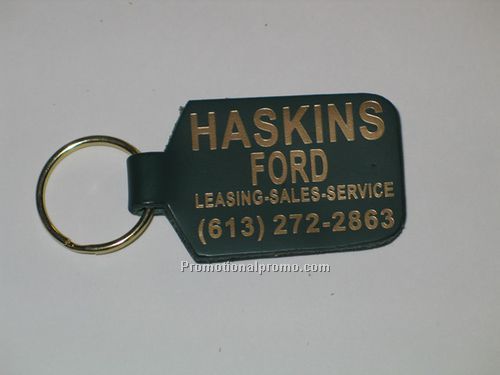 HASKINS
FORD
LEASING-SALES-SERVICE
(613) 272-2863
Promotionalpromo.com